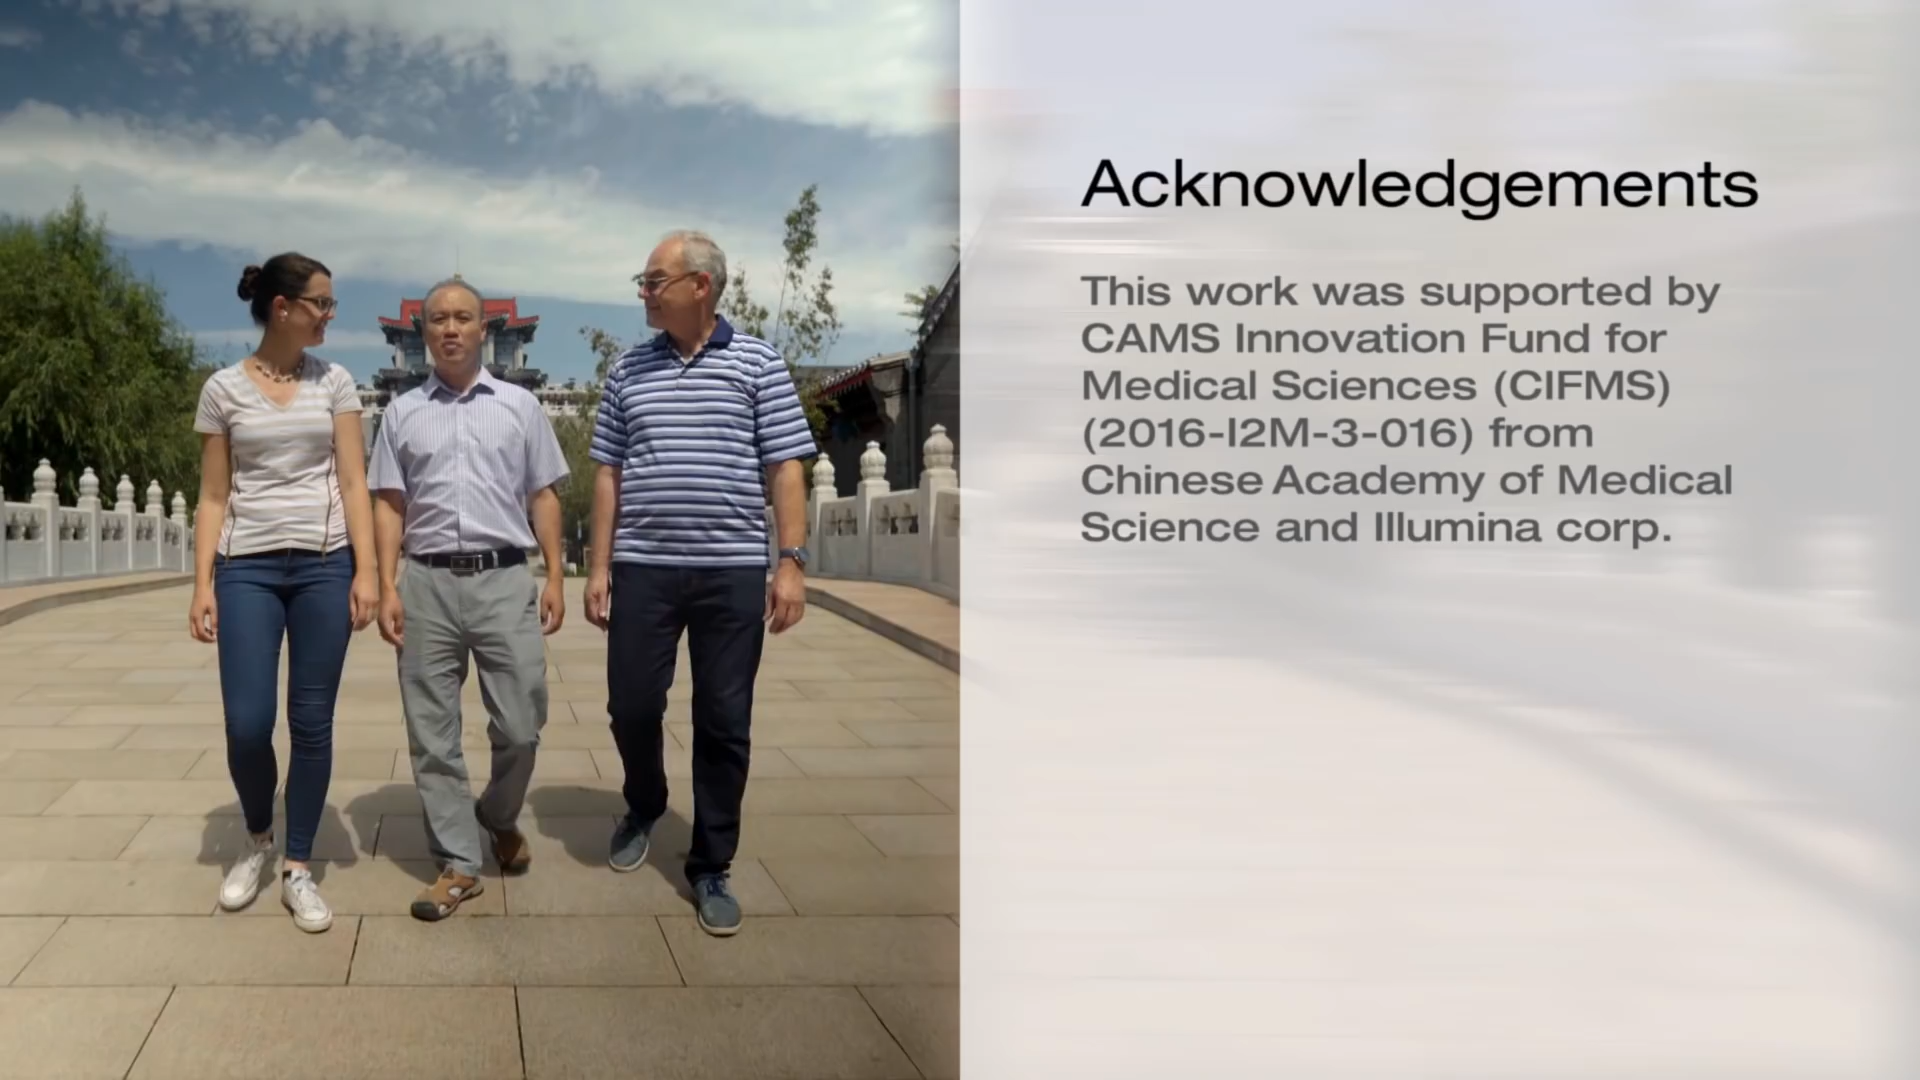 Acknowledgements
This work was supported by
CAMS Innovation Fund for
Medical Sciences (CIFMS)
(2016-I2M-3-016) from
Chinese Academy of Medical
Science and Illumina corp.